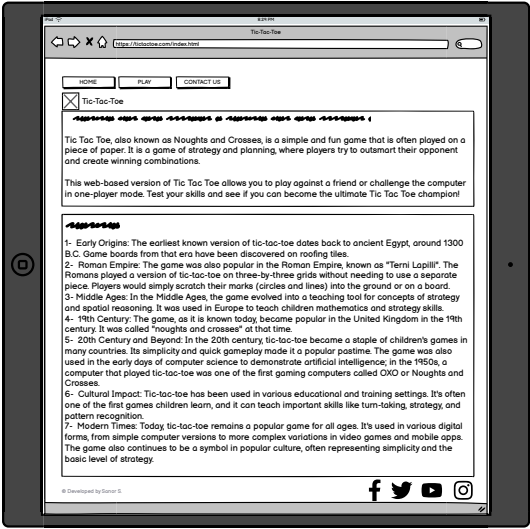 iPad
8:24 PM
Tic-Tac-Toe
https://tictactoe.com/index.html
HOME
PLAY
CONTACT US
Tic-Tac-Toe
Tic Tac Toe, also known as Noughts and Crosses, is a simple and fun game that is often played on a
piece of paper. It is a game of strategy and planning, where players try to outsmart their opponent
and create winning combinations.
This web-based version of Tic Tac Toe allows you to play against a friend or challenge the computer
in one-player mode. Test your skills and see if you can become the ultimate Tic Tac Toe champion!
1- Early Origins: The earliest known version of tic-tac-toe dates back to ancient Egypt, around 1300
B.C. Game boards from that era have been discovered on roofing tiles.
2- Roman Empire: The game was also popular in the Roman Empire, known as "Terni Lapilli". The
Romans played a version of tic-tac-toe on three-by-three grids without needing to use a separate
piece. Players would simply scratch their marks (circles and lines) into the ground or on a board.
3- Middle Ages: In the Middle Ages, the game evolved into a teaching tool for concepts of strategy
and spatial reasoning. It was used in Europe to teach children mathematics and strategy skills.
4- 19th Century: The game, as it is known today, became popular in the United Kingdom in the 19th
century. It was called "noughts and crosses" at that time.
5- 20th Century and Beyond: In the 20th century, tic-tac-toe became a staple of children's games in
many countries. Its simplicity and quick gameplay made it a popular pastime. The game was also
used in the early days of computer science to demonstrate artificial intelligence; in the 1950s, a
computer that played tic-tac-toe was one of the first gaming computers called OXO or Noughts and
Crosses.
6- Cultural Impact: Tic-tac-toe has been used in various educational and training settings. It's often
one of the first games children learn, and it can teach important skills like turn-taking, strategy, and
pattern recognition.
7- Modern Times: Today, tic-tac-toe remains a popular game for all ages. It's used in various digital
forms, from simple computer versions to more complex variations in video games and mobile apps.
The game also continues to be a symbol in popular culture, often representing simplicity and the
basic level of strategy.
© Developed by Sanar S